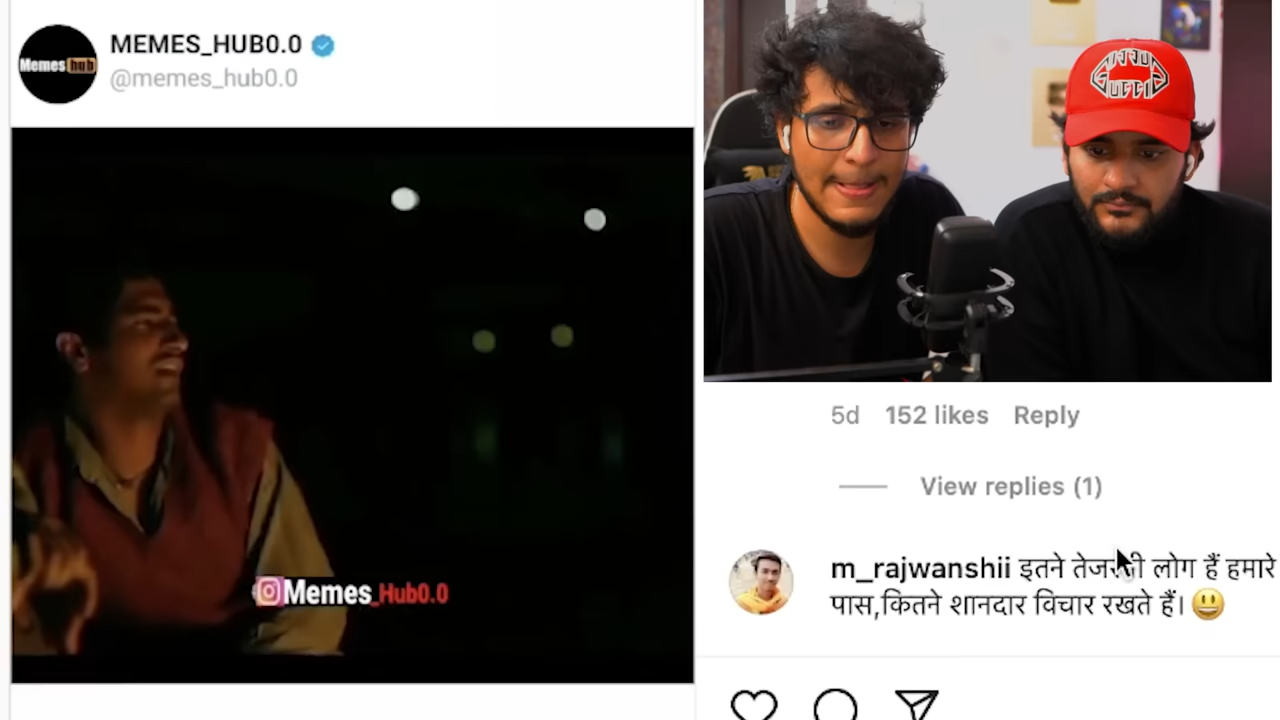 MEMES_HUB0.0
@memes_hub0.0
Memes hub
Memes_Hub0.0
GUCCI
5d 152 likes Reply
View replies (1)
m_rajwanshii इतने लोग हैं हमारे
पास,कितने शानदार विचार रखते हैं। 😃